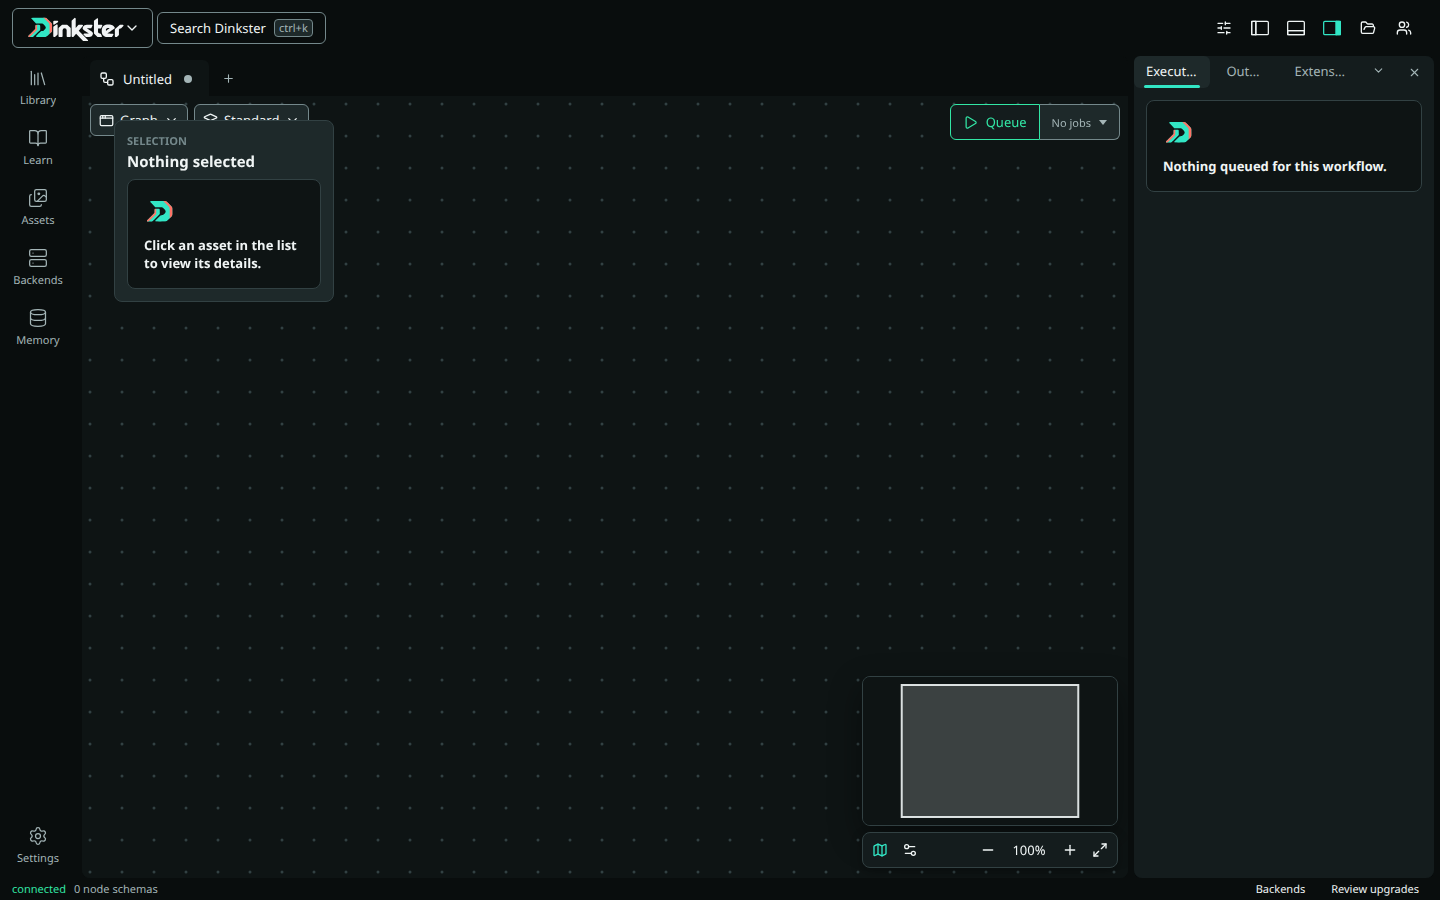 Dinkster
Search Dinkster ctrl+k
Library
Learn
Assets
Backends
Memory
Settings
Untitled
Graph
Standard
SELECTION
Nothing selected
Click an asset in the list
to view its details.
Queue
No jobs
100%
Execut...
Out...
Extens...
Nothing queued for this workflow.
connected 0 node schemas
Backends
Review upgrades